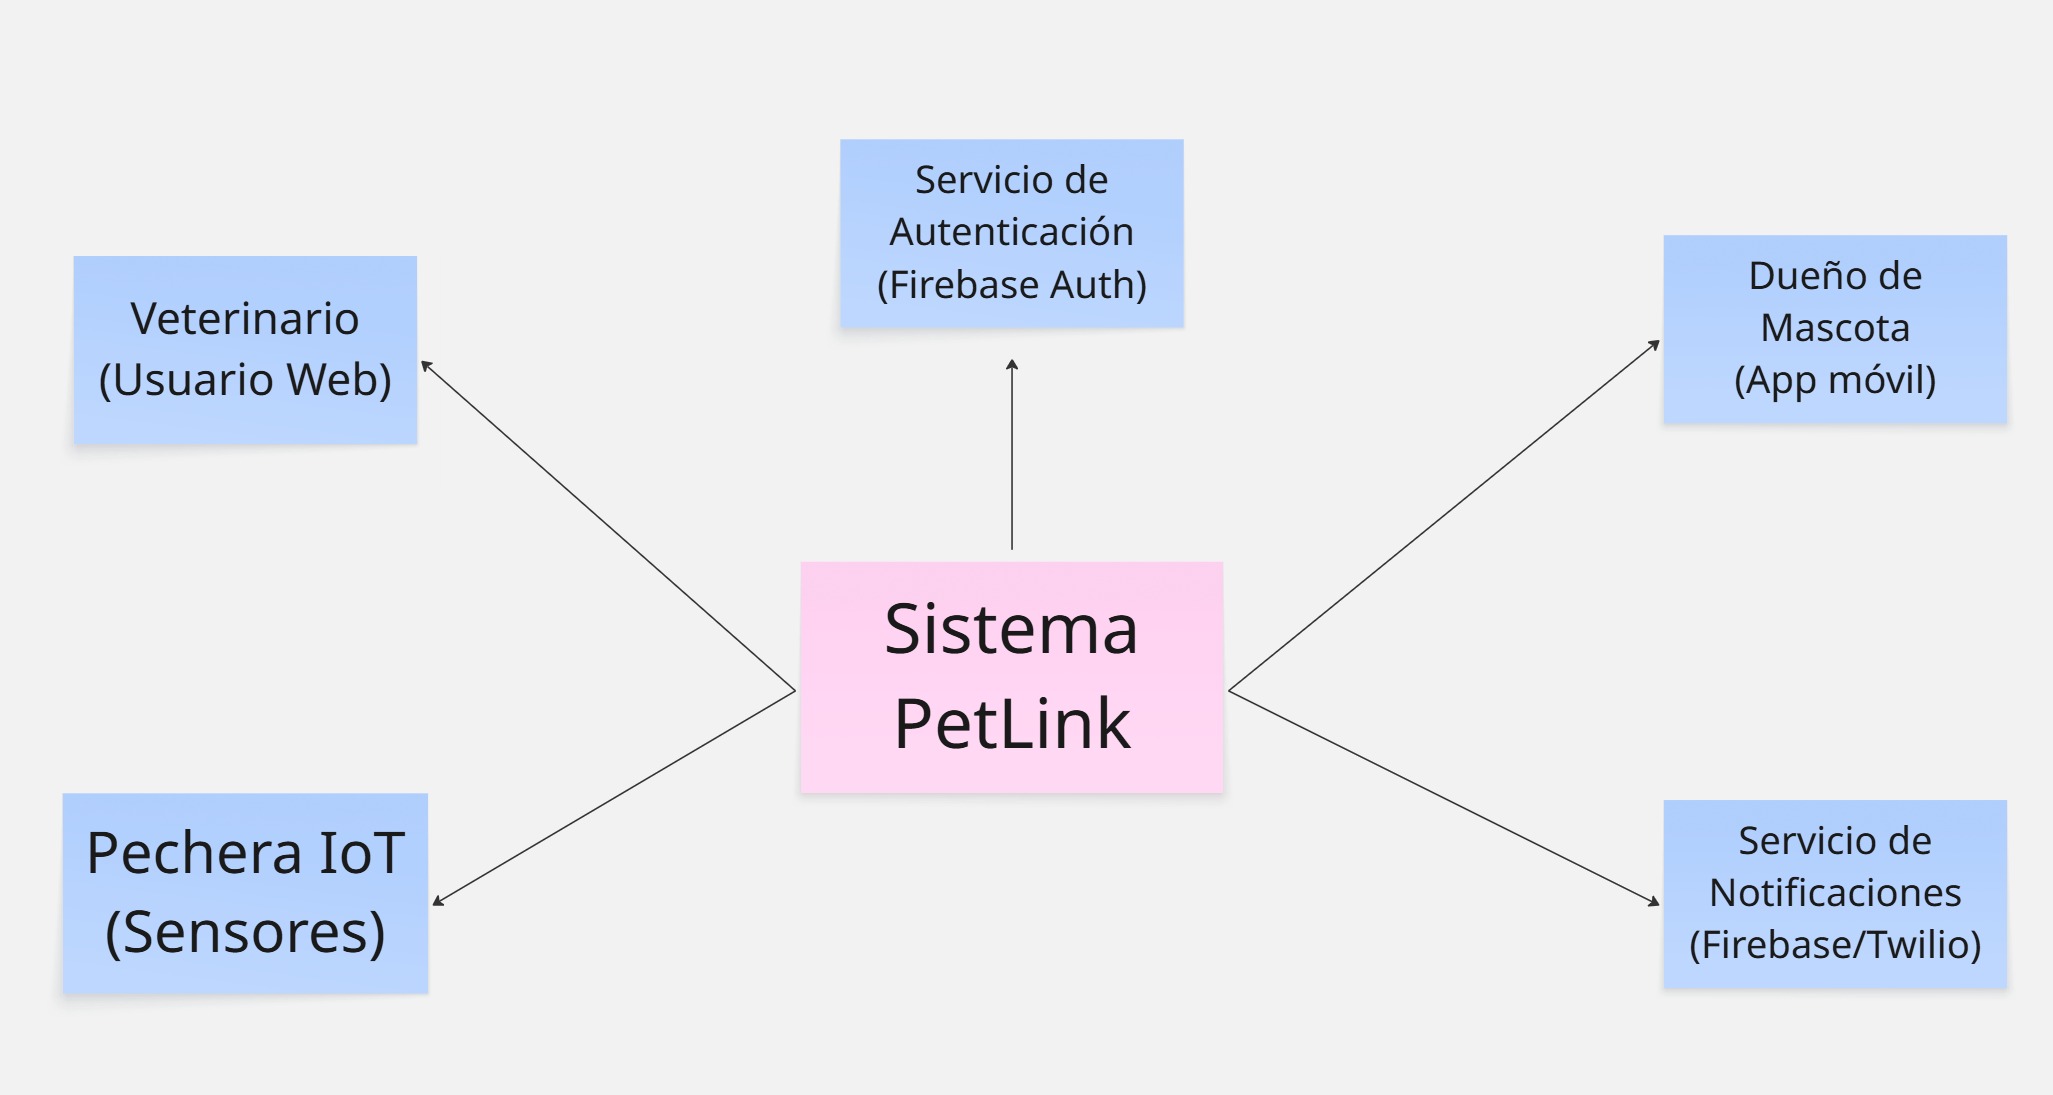 Servicio de
Autenticación
(Firebase Auth)
Veterinario
(Usuario Web)
Dueño de
Mascota
(App móvil)
Sistema
PetLink
Pechera IoT
(Sensores)
Servicio de
Notificaciones
(Firebase/Twilio)